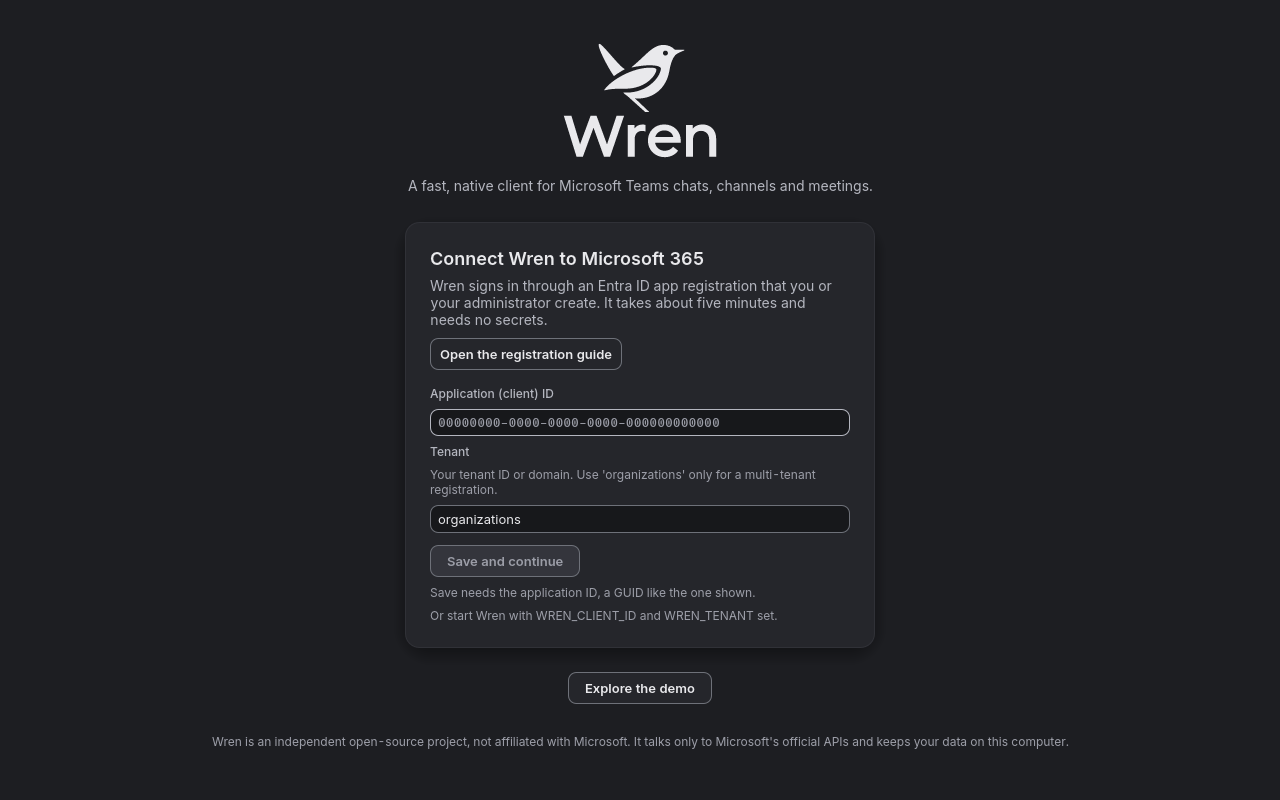 Wren
A fast, native client for Microsoft Teams chats, channels and meetings.
Connect Wren to Microsoft 365
Wren signs in through an Entra ID app registration that you or
your administrator create. It takes about five minutes and
needs no secrets.
Open the registration guide
Application (client) ID
00000000-0000-0000-0000-000000000000
Tenant
Your tenant ID or domain. Use 'organizations' only for a multi-tenant
registration.
organizations
Save and continue
Save needs the application ID, a GUID like the one shown.
Or start Wren with WREN_CLIENT_ID and WREN_TENANT set.
Explore the demo
Wren is an independent open-source project, not affiliated with Microsoft. It talks only to Microsoft's official APIs and keeps your data on this computer.